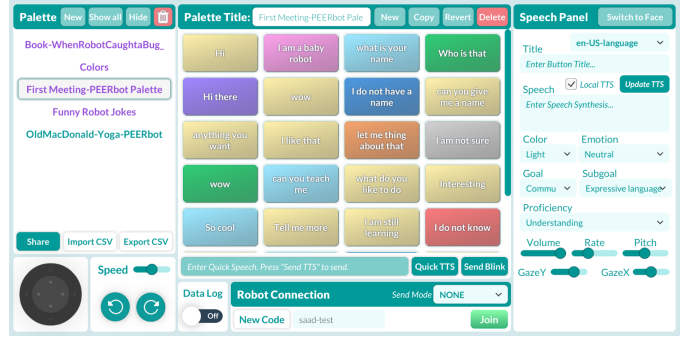 Palette New Show all Hide
Book-WhenRobotCaughtaBug_
Colors
First Meeting-PEERbot Palette
Funny Robot Jokes
OldMacDonald-Yoga-PEERbot
Share Import CSV Export CSV
Speed
Palette Title: First Meeting-PEERbot Pale New Copy Revert Delete
Hi
I am a baby
robot
what is your
name
Who is that
Hi there
wow
I do not have a
name
can you give
me a name
anything you
want
I like that
let me thing
about that
I am not sure
wow
can you teach
me
what do you
like to do
Interesting
So cool
Tell me more
I am still
learning
I do not know
Enter Quick Speech. Press "Send TTS" to send. Quick TTS Send Blink
Data Log
Off
Robot Connection Send Mode NONE
New Code saad-test Join
Speech Panel Switch to Face
Title en-US-language
Enter Button Title...
Speech Local TTS Update TTS
Enter Speech Synthesis...
Color Emotion
Light Neutral
Goal Subgoal
Commu Expressive language
Proficiency
Understanding
Volume Rate Pitch
GazeY GazeX